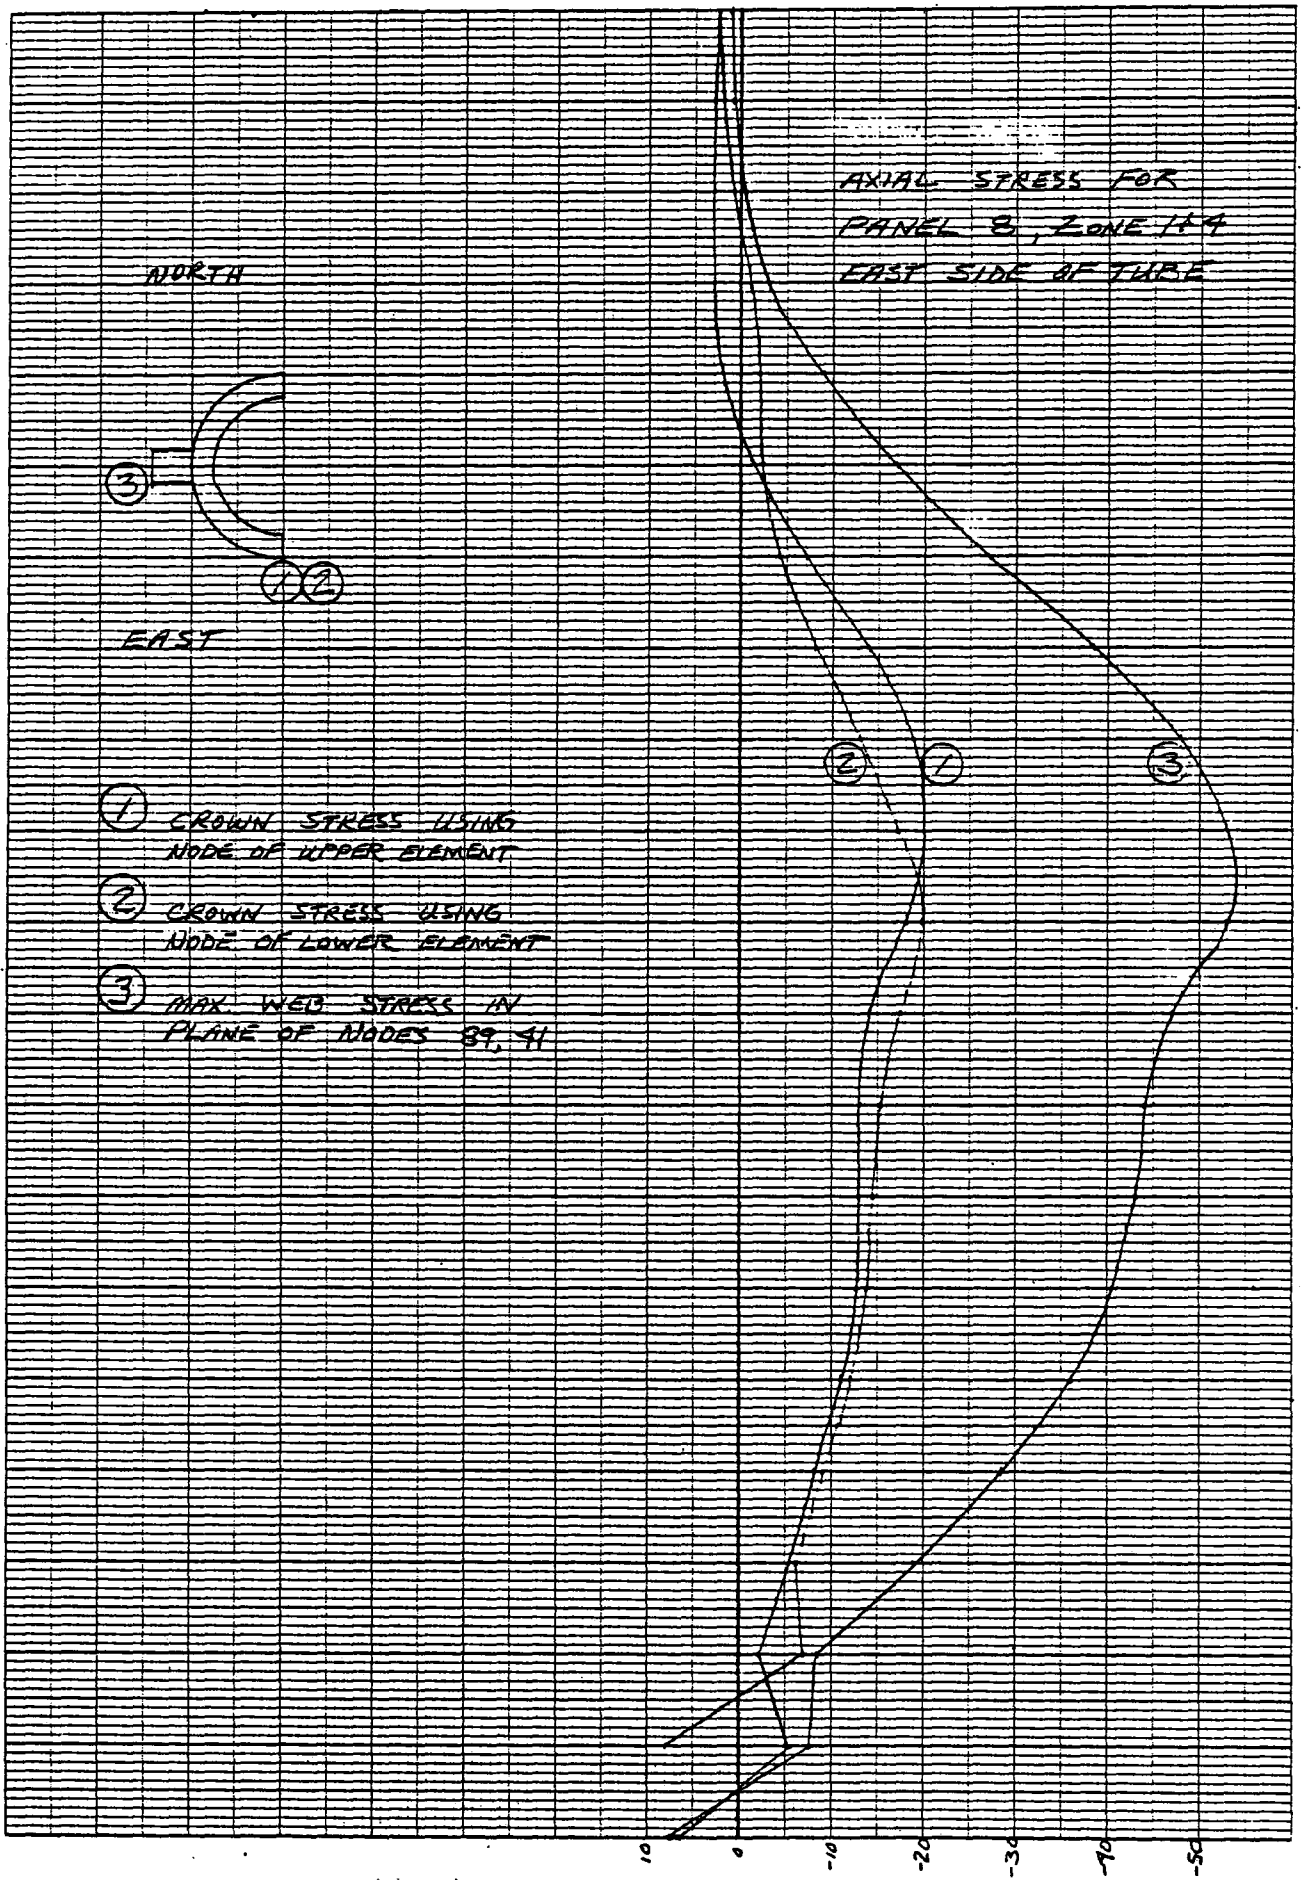 AXIAL STRESS FOR
PANEL 8, ZONE 1&4
EAST SIDE OF TUBE
NORTH
3
1 2
EAST
2 1 3
1 CROWN STRESS USING
NODE OF UPPER ELEMENT
2 CROWN STRESS USING
NODE OF LOWER ELEMENT
3 MAX. WEB STRESS IN
PLANE OF NODES 89, 41
10 0 -10 -20 -30 -40 -50